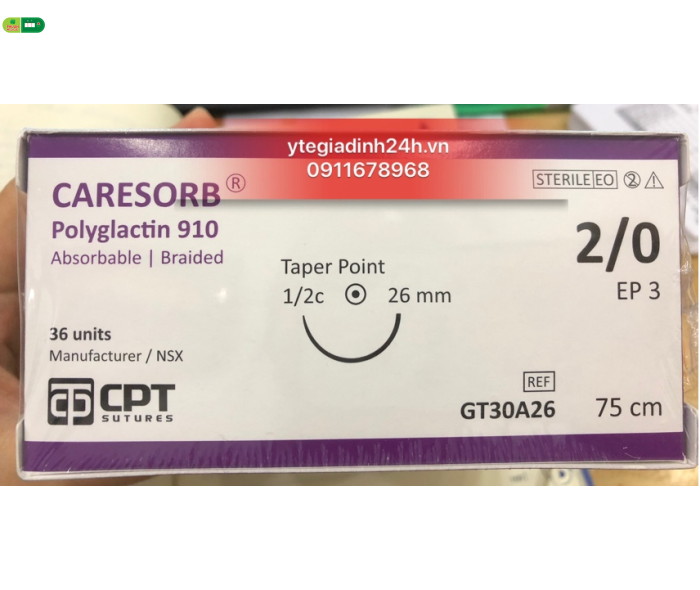 ytegiadinh24h.vn
0911678968
CARESORB®
Polyglactin 910
Absorbable | Braided
STERILE EO 2
2/0
EP 3
Taper Point
1/2c 26 mm
36 units
Manufacturer / NSX
CPT
SUTURES
REF
GT30A26
75 cm